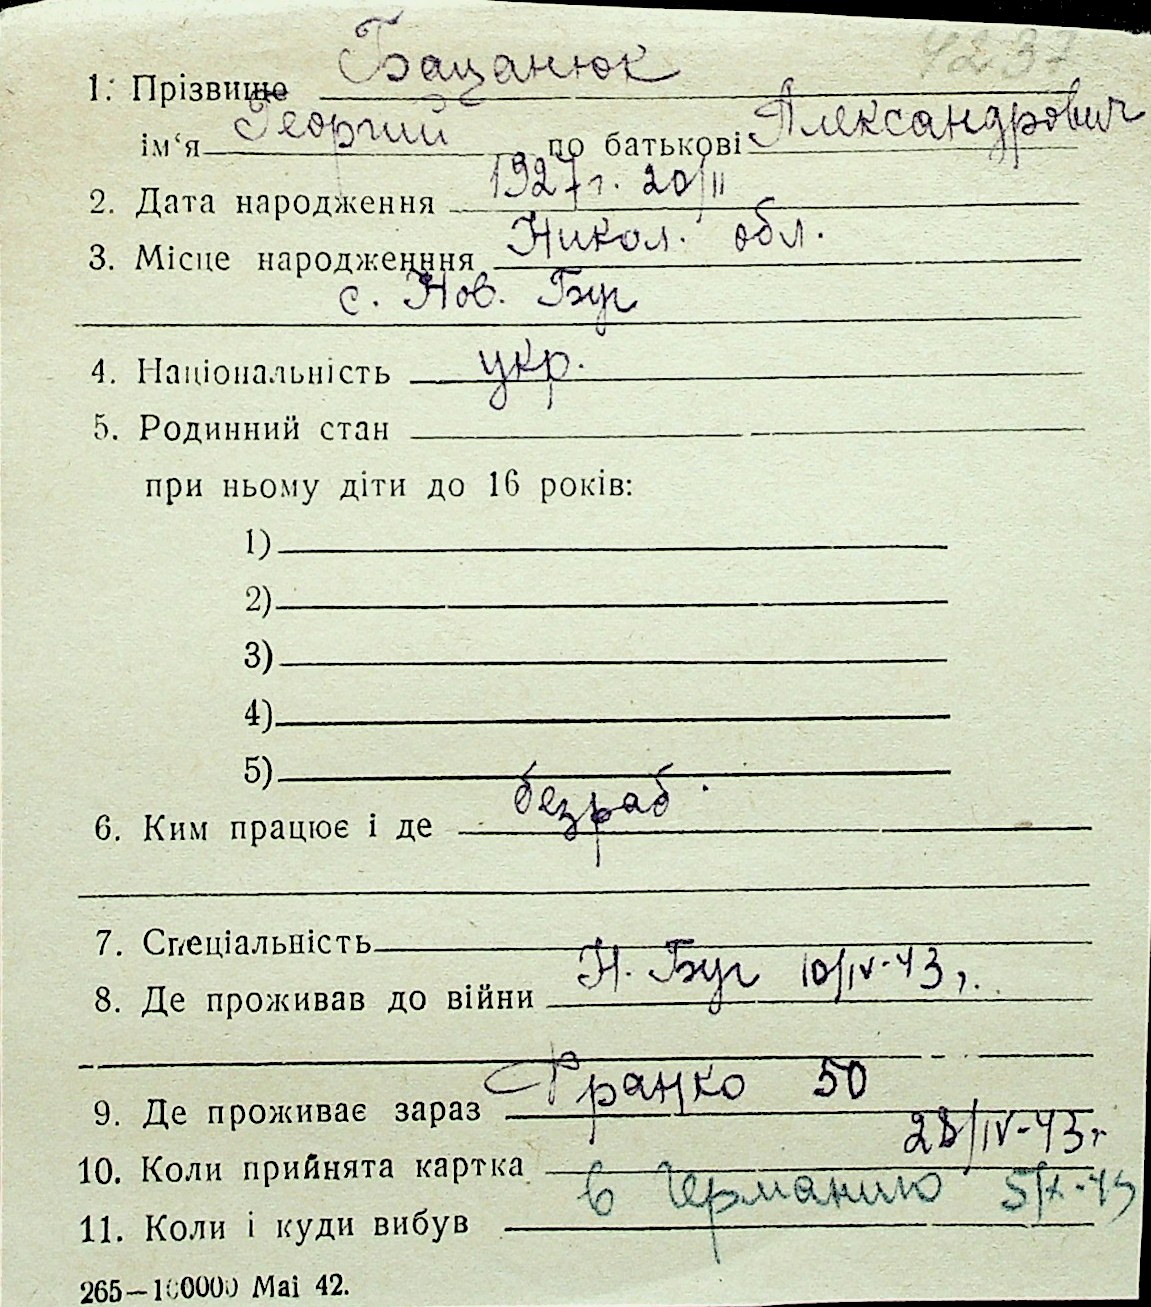 4237
1. Прізвище Бацанюк
ім‘я Георгий по батькові Александрович
2. Дата народження 1927 г. 20/II
3. Місце народженння Никол. обл.
с. Нов. Буг
4. Національність укр.
5. Родинний стан
при ньому діти до 16 років:
1)
2)
3)
4)
5)
6. Ким працює і де безраб.
7. Спеціальність
8. Де проживав до війни Н. Буг 10/IV-43 г.
9. Де проживає зараз Франко 50
10. Коли прийнята картка 28/IV-43 г
11. Коли і куди вибув в Германию 5/X-43
265—100000 Маі 42.